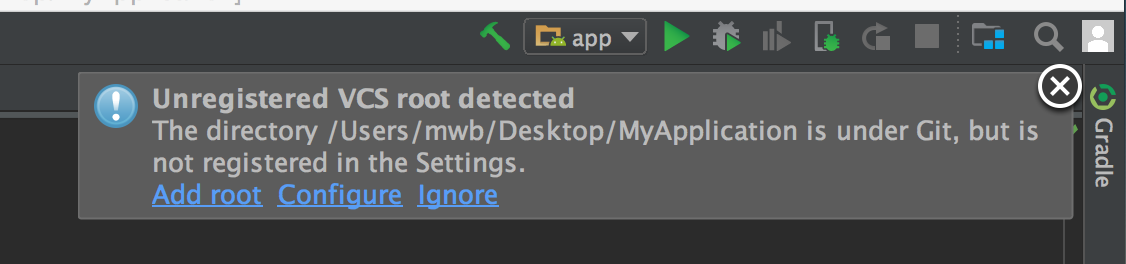 app
Unregistered VCS root detected
The directory /Users/mwb/Desktop/MyApplication is under Git, but is
not registered in the Settings.
Add root Configure Ignore
Gradle